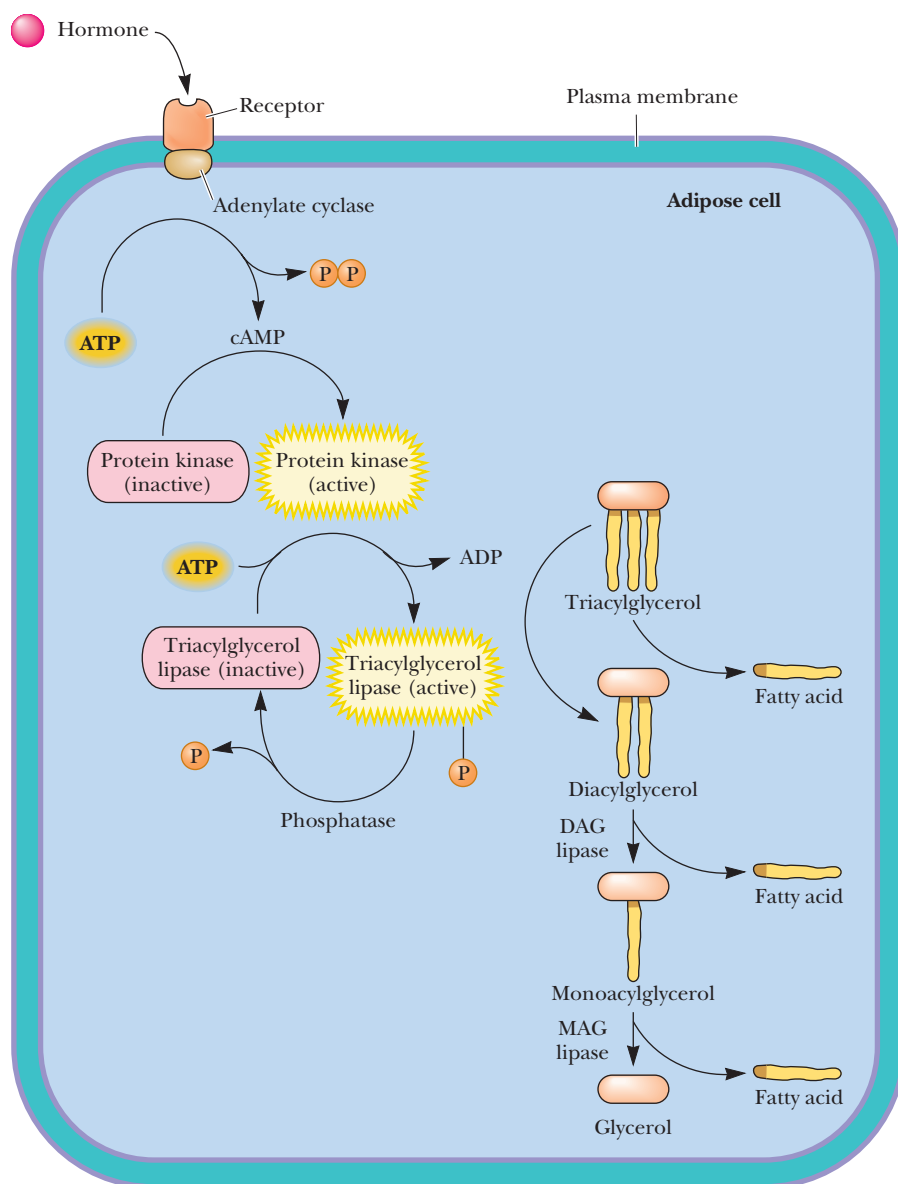 Hormone
Receptor
Plasma membrane
Adenylate cyclase
Adipose cell
P P
ATP
cAMP
Protein kinase
(inactive)
Protein kinase
(active)
ATP
ADP
Triacylglycerol
lipase (inactive)
Triacylglycerol
lipase (active)
P
P
Phosphatase
Triacylglycerol
Fatty acid
Diacylglycerol
DAG
lipase
Fatty acid
Monoacylglycerol
MAG
lipase
Fatty acid
Glycerol